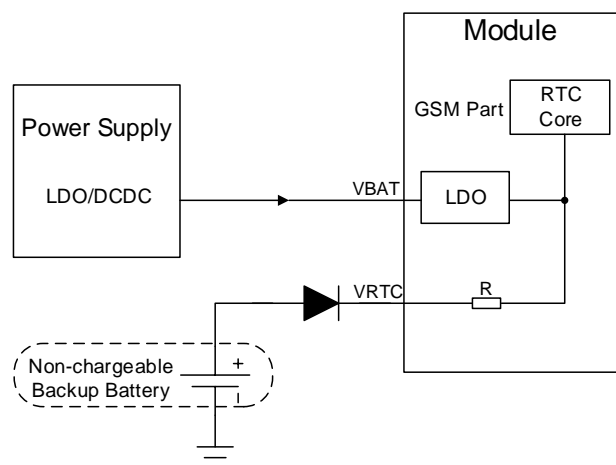 Module
Power Supply
LDO/DCDC
GSM Part
RTC
Core
VBAT
LDO
VRTC
R
Non-chargeable
Backup Battery
+